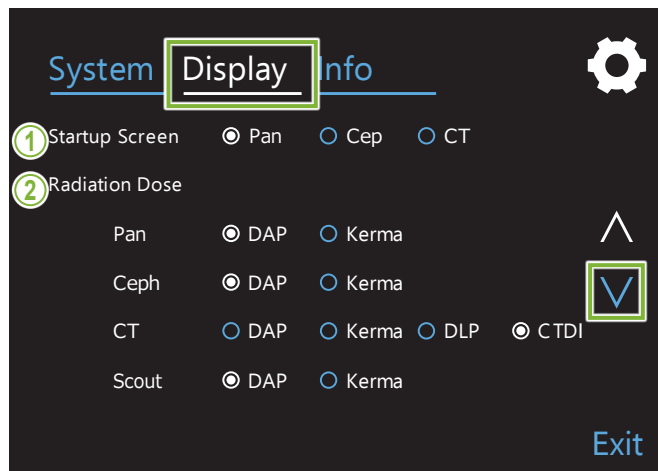 System Display Info
1 Startup Screen Pan Cep CT
2 Radiation Dose
Pan DAP Kerma
Ceph DAP Kerma
CT DAP Kerma DLP CTDI
Scout DAP Kerma
Exit